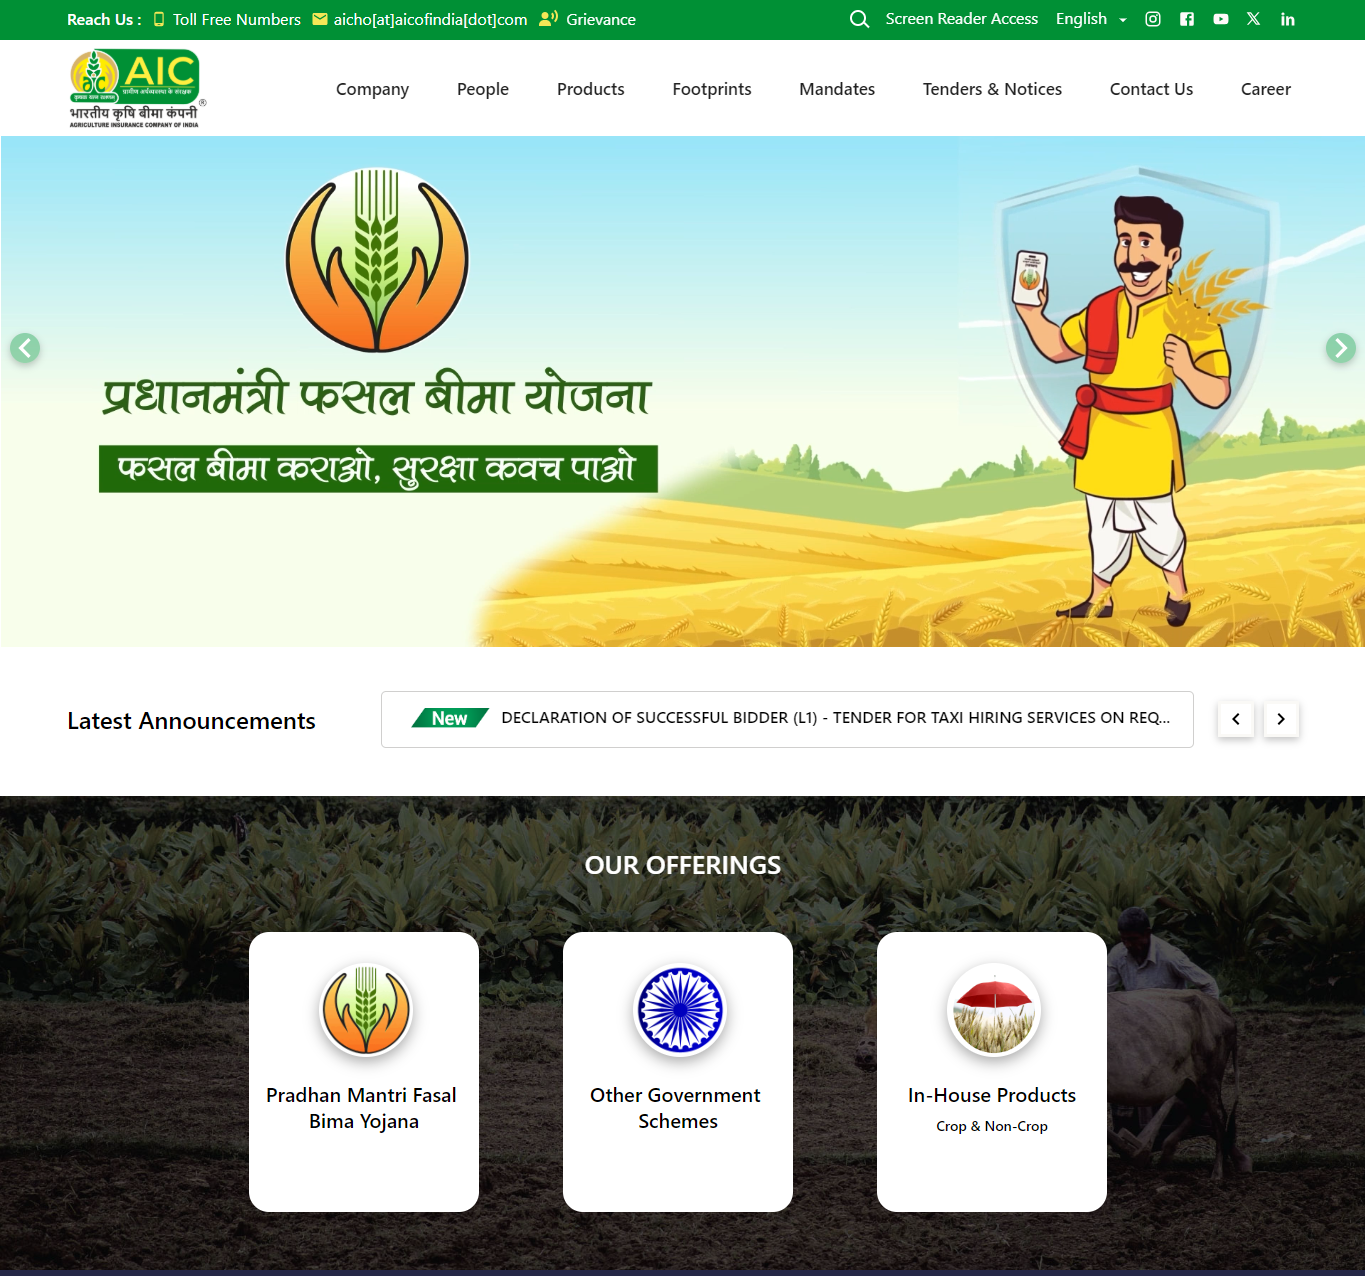 Reach Us : Toll Free Numbers aicho[at]aicofindia[dot]com Grievance
Screen Reader Access English
AIC
ग्रामीण अर्थव्यवस्था के संरक्षक
भारतीय कृषि बीमा कंपनी
AGRICULTURE INSURANCE COMPANY OF INDIA
Company People Products Footprints Mandates Tenders & Notices Contact Us Career
प्रधानमंत्री फसल बीमा योजना
फसल बीमा कराओ, सुरक्षा कवच पाओ
Latest Announcements
New DECLARATION OF SUCCESSFUL BIDDER (L1) - TENDER FOR TAXI HIRING SERVICES ON REQ...
OUR OFFERINGS
Pradhan Mantri Fasal
Bima Yojana
Other Government
Schemes
In-House Products
Crop & Non-Crop